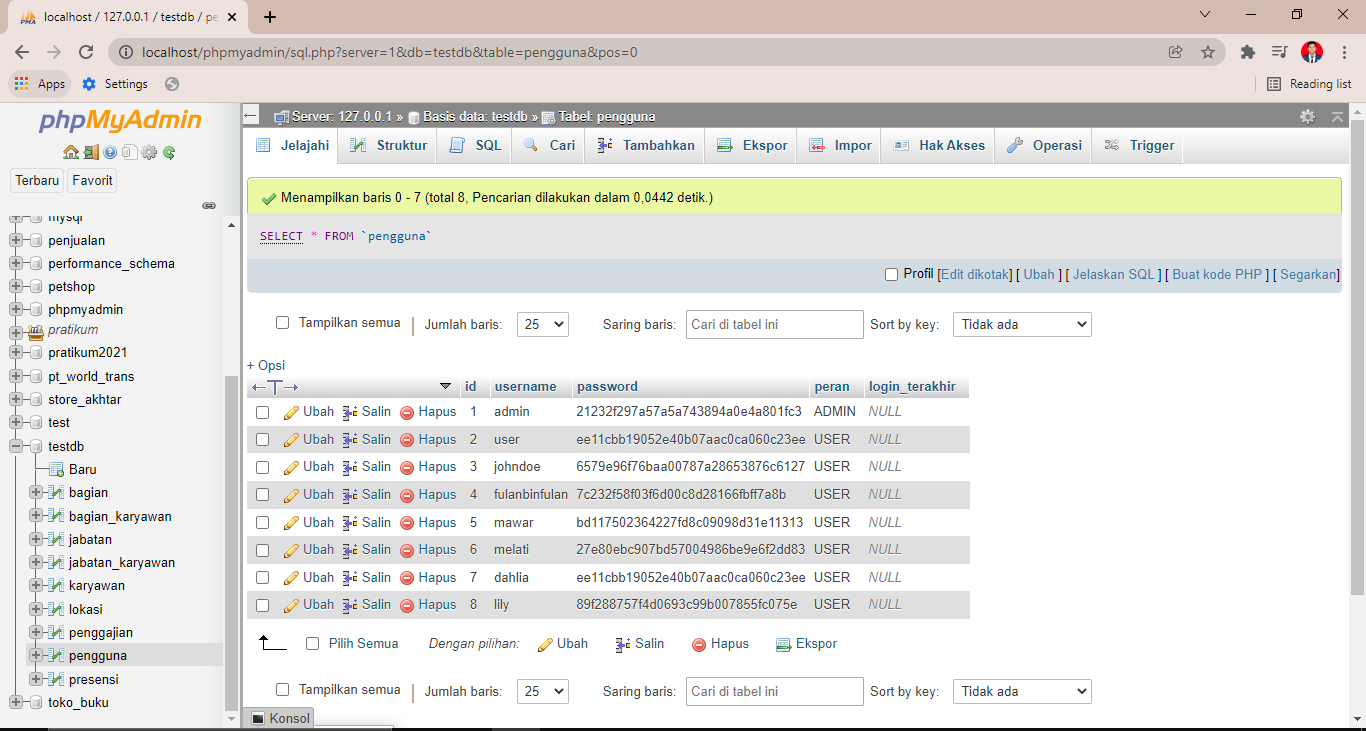 localhost / 127.0.0.1 / testdb / pe
localhost/phpmyadmin/sql.php?server=1&db=testdb&table=pengguna&pos=0
Apps Settings Reading list
phpMyAdmin
Terbaru Favorit
mysql
penjualan
performance_schema
petshop
phpmyadmin
pratikum
pratikum2021
pt_world_trans
store_akhtar
test
testdb
Baru
bagian
bagian_karyawan
jabatan
jabatan_karyawan
karyawan
lokasi
penggajian
pengguna
presensi
toko_buku
Server: 127.0.0.1 » Basis data: testdb » Tabel: pengguna
Jelajahi Struktur SQL Cari Tambahkan Ekspor Impor Hak Akses Operasi Trigger
Menampilkan baris 0 - 7 (total 8, Pencarian dilakukan dalam 0,0442 detik.)
SELECT * FROM `pengguna`
Profil [Edit dikotak] [ Ubah ] [ Jelaskan SQL ] [ Buat kode PHP ] [ Segarkan]
Tampilkan semua | Jumlah baris: 25 Saring baris: Cari di tabel ini Sort by key: Tidak ada
+ Opsi
←T→ id username password peran login_terakhir
Ubah Salin Hapus 1 admin 21232f297a57a5a743894a0e4a801fc3 ADMIN NULL
Ubah Salin Hapus 2 user ee11cbb19052e40b07aac0ca060c23ee USER NULL
Ubah Salin Hapus 3 johndoe 6579e96f76baa00787a28653876c6127 USER NULL
Ubah Salin Hapus 4 fulanbinfulan 7c232f58f03f6d00c8d28166fbff7a8b USER NULL
Ubah Salin Hapus 5 mawar bd117502364227fd8c09098d31e11313 USER NULL
Ubah Salin Hapus 6 melati 27e80ebc907bd57004986be9e6f2dd83 USER NULL
Ubah Salin Hapus 7 dahlia ee11cbb19052e40b07aac0ca060c23ee USER NULL
Ubah Salin Hapus 8 lily 89f288757f4d0693c99b007855fc075e USER NULL
Pilih Semua Dengan pilihan: Ubah Salin Hapus Ekspor
Tampilkan semua | Jumlah baris: 25 Saring baris: Cari di tabel ini Sort by key: Tidak ada
Konsol